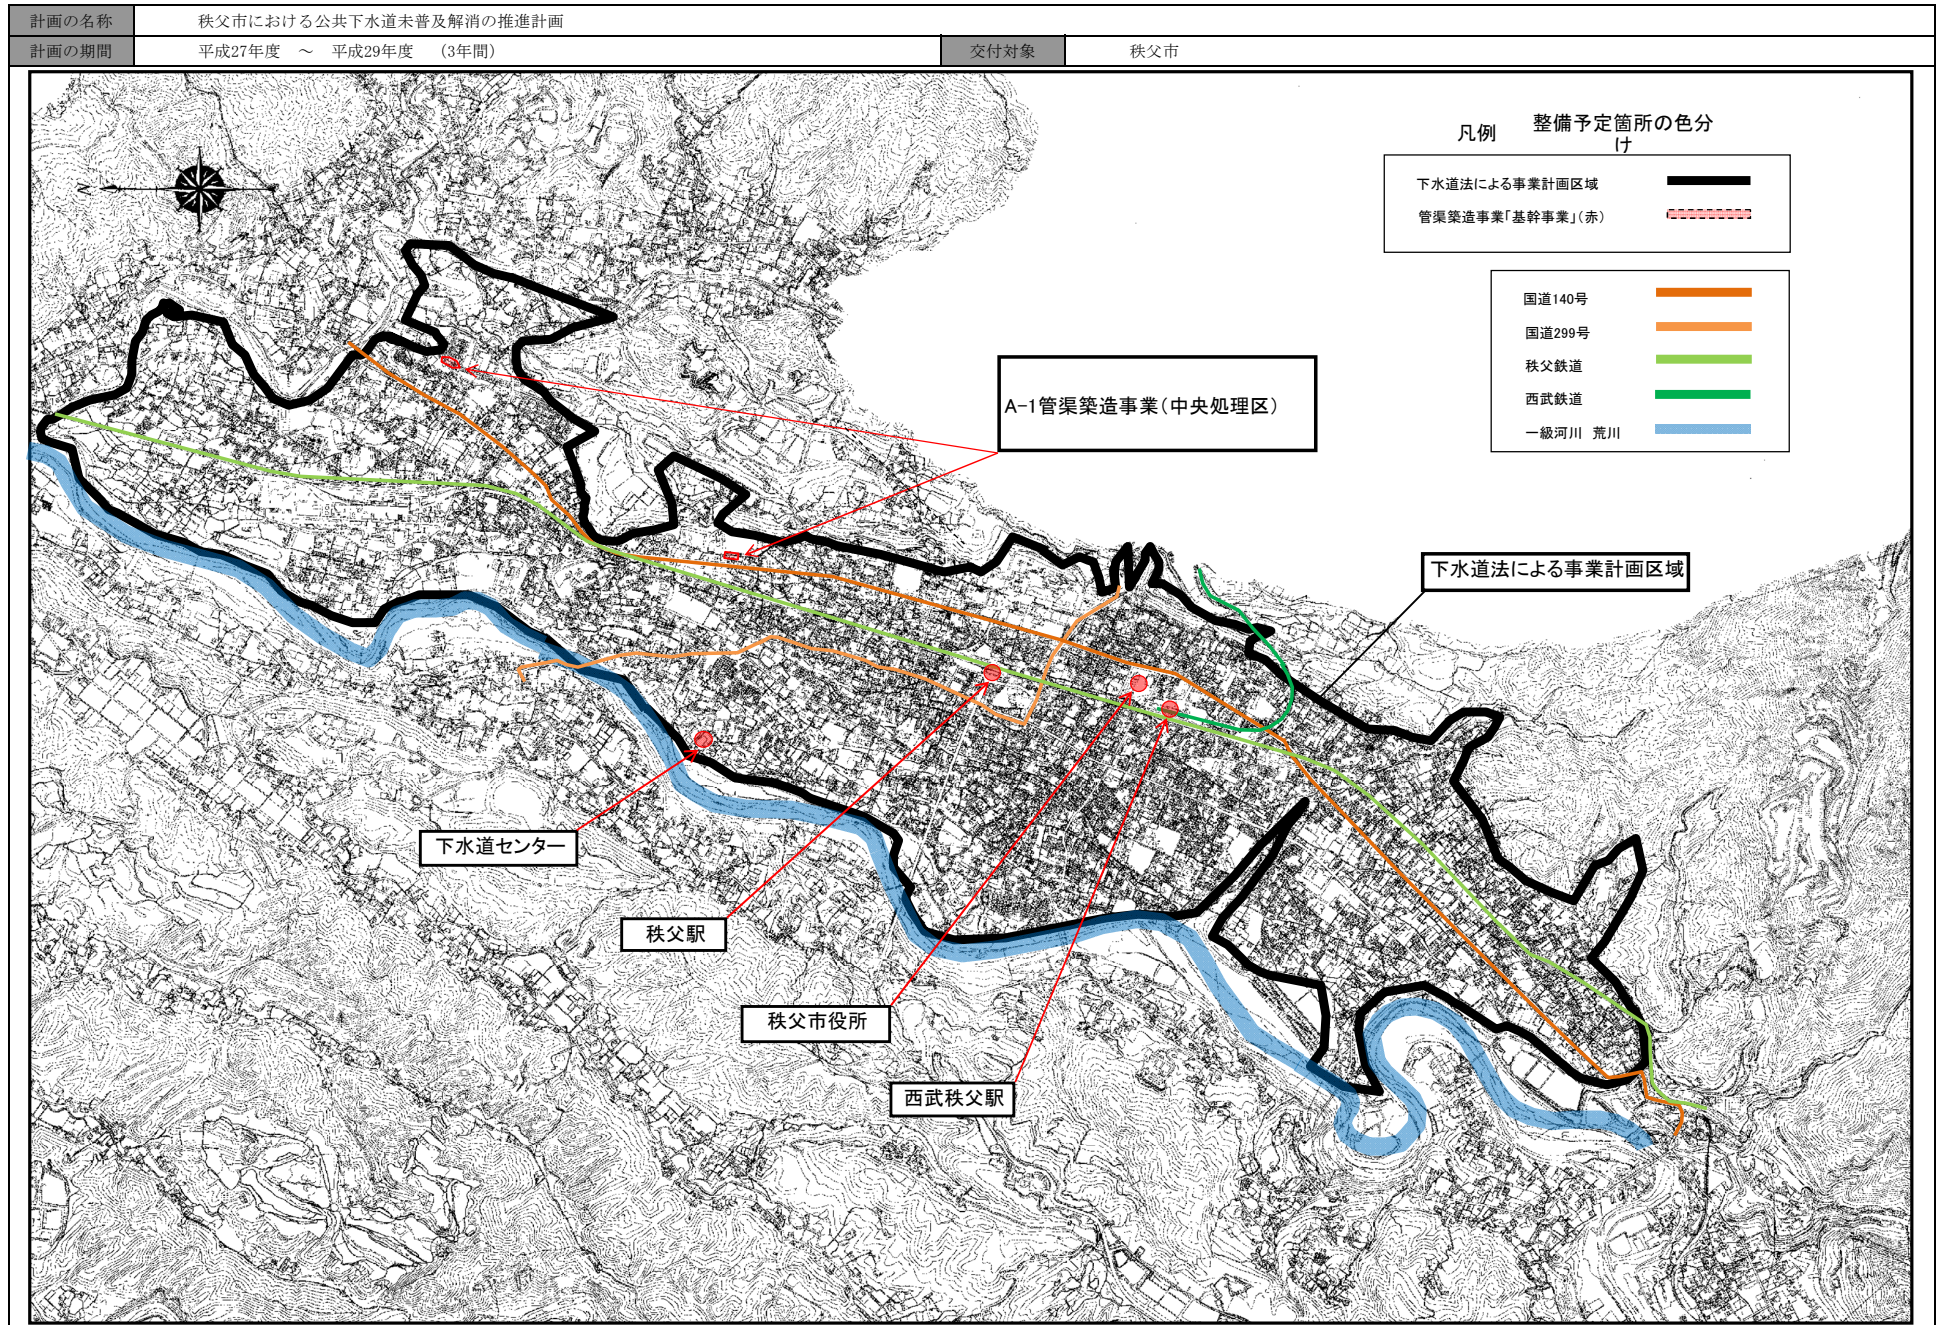 計画の名称 秩父市における公共下水道未普及解消の推進計画
計画の期間 平成27年度 ～ 平成29年度 (3年間) 交付対象 秩父市
凡例 整備予定箇所の色分
け
下水道法による事業計画区域
管渠築造事業「基幹事業」(赤)
国道140号
国道299号
秩父鉄道
西武鉄道
一級河川 荒川
N
A-1管渠築造事業(中央処理区)
下水道法による事業計画区域
下水道センター
秩父駅
秩父市役所
西武秩父駅